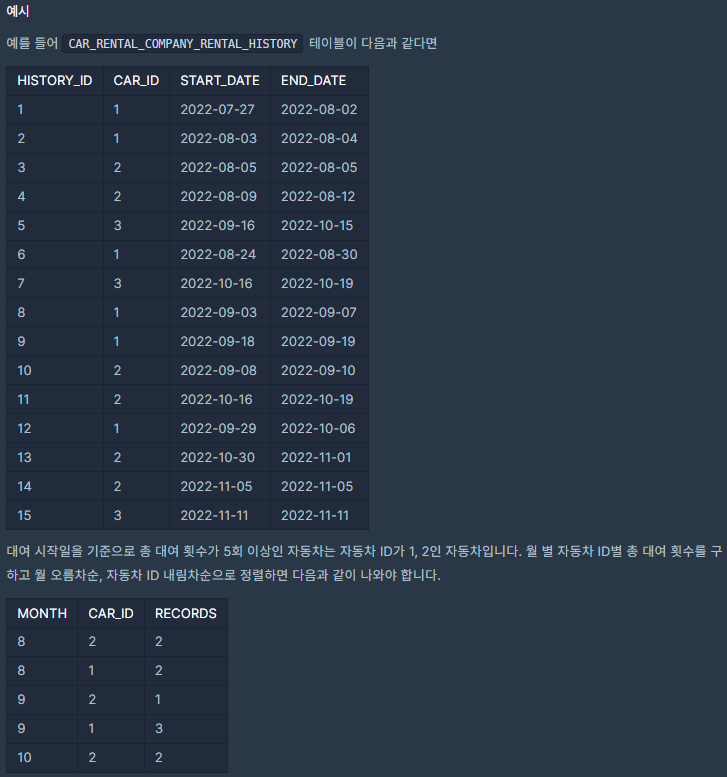 예시
예를 들어 CAR_RENTAL_COMPANY_RENTAL_HISTORY 테이블이 다음과 같다면
HISTORY_ID CAR_ID START_DATE END_DATE
1 1 2022-07-27 2022-08-02
2 1 2022-08-03 2022-08-04
3 2 2022-08-05 2022-08-05
4 2 2022-08-09 2022-08-12
5 3 2022-09-16 2022-10-15
6 1 2022-08-24 2022-08-30
7 3 2022-10-16 2022-10-19
8 1 2022-09-03 2022-09-07
9 1 2022-09-18 2022-09-19
10 2 2022-09-08 2022-09-10
11 2 2022-10-16 2022-10-19
12 1 2022-09-29 2022-10-06
13 2 2022-10-30 2022-11-01
14 2 2022-11-05 2022-11-05
15 3 2022-11-11 2022-11-11
대여 시작일을 기준으로 총 대여 횟수가 5회 이상인 자동차는 자동차 ID가 1, 2인 자동차입니다. 월 별 자동차 ID별 총 대여 횟수를 구
하고 월 오름차순, 자동차 ID 내림차순으로 정렬하면 다음과 같이 나와야 합니다.
MONTH CAR_ID RECORDS
8 2 2
8 1 2
9 2 1
9 1 3
10 2 2